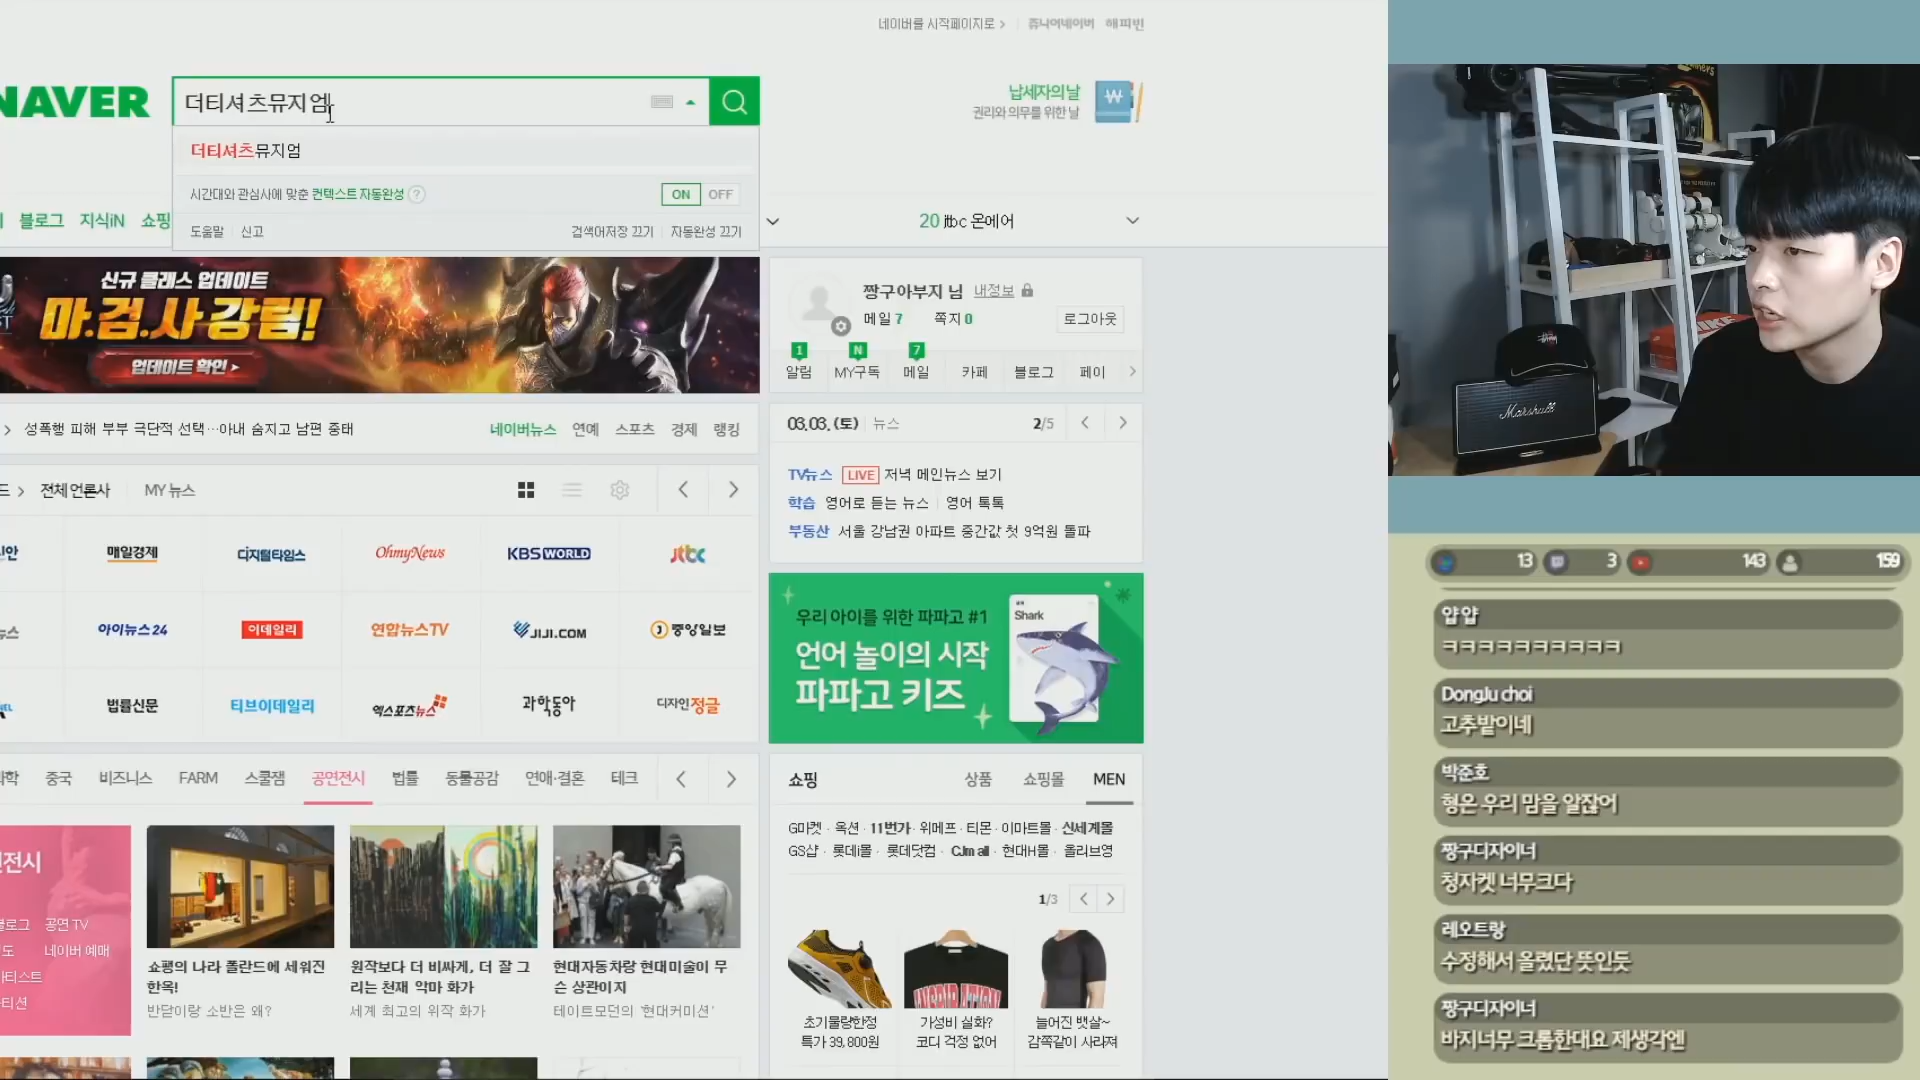 네이버를 시작페이지로 > 쥬니어네이버 해피빈
NAVER
더티셔츠뮤지엄
더티셔츠뮤지엄
시간대와 관심사에 맞춘 컨텍스트 자동완성 ?
ON OFF
도움말 신고
검색어저장 끄기 자동완성 끄기
납세자의 날
권리와 의무를 위한 날
블로그 지식iN 쇼핑
20 jtbc 온에어
신규 클래스 업데이트
마.검.사 강림!
업데이트 확인 ▸
짱구아부지 님 내정보
메일 7 쪽지 0
로그아웃
1 N 7
알림 MY구독 메일 카페 블로그 페이
성폭행 피해 부부 극단적 선택…아내 숨지고 남편 중태
네이버뉴스 연예 스포츠 경제 랭킹
03.03.(토) 뉴스 2/5
TV뉴스 LIVE 저녁 메인뉴스 보기
학습 영어로 듣는 뉴스 영어 톡톡
부동산 서울 강남권 아파트 중간값 첫 9억원 돌파
전체 언론사 MY 뉴스
매일경제 디지털타임스 OhmyNews KBS WORLD jtbc
아이뉴스24 이데일리 연합뉴스TV JIJI.COM 중앙일보
법률신문 티브이데일리 엑스포츠뉴스 과학동아 디자인정글
우리 아이를 위한 파파고 #1
언어 놀이의 시작
파파고 키즈
Shark
중국 비즈니스 FARM 스쿨잼 공연전시 법률 동물공감 연애·결혼 테크
쇼핑 상품 쇼핑몰 MEN
G마켓 · 옥션 · 11번가 · 위메프 · 티몬 · 이마트몰 · 신세계몰
GS샵 · 롯데몰 · 롯데닷컴 · CJmall · 현대H몰 · 올리브영
1/3
공연 TV
네이버 예매
쇼팽의 나라 폴란드에 세워진 한옥!
반닫이랑 소반은 왜?
원작보다 더 비싸게, 더 잘 그리는 천재 악마 화가
세계 최고의 위작 화가
현대자동차랑 현대미술이 무슨 상관이지
테이트모던의 '현대커미션'
초기물량한정
특가 39,800원
가성비 실화?
코디 걱정 없어
늘어진 뱃살~
감쪽같이 사라져
Marshall
NIKE
13 3 143 159
얍얍
ㅋㅋㅋㅋㅋㅋㅋㅋㅋㅋ
DongJu choi
고추밭이네
박준호
형은 우리 맘을 알잖어
짱구디자이너
청자켓 너무크다
레오트랑
수정해서 올렸단 뜻인듯
짱구디자이너
바지너무 크롭한대요 제생각엔